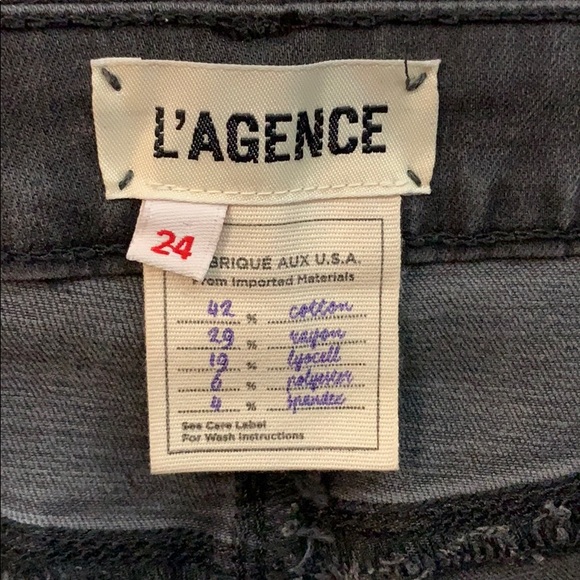 L'AGENCE
24
BRIQUÉ AUX U.S.A.
From Imported Materials
42 % cotton
29 % rayon
19 % lyocell
6 % polyester
4 % spandex
See Care Label
For Wash Instructions